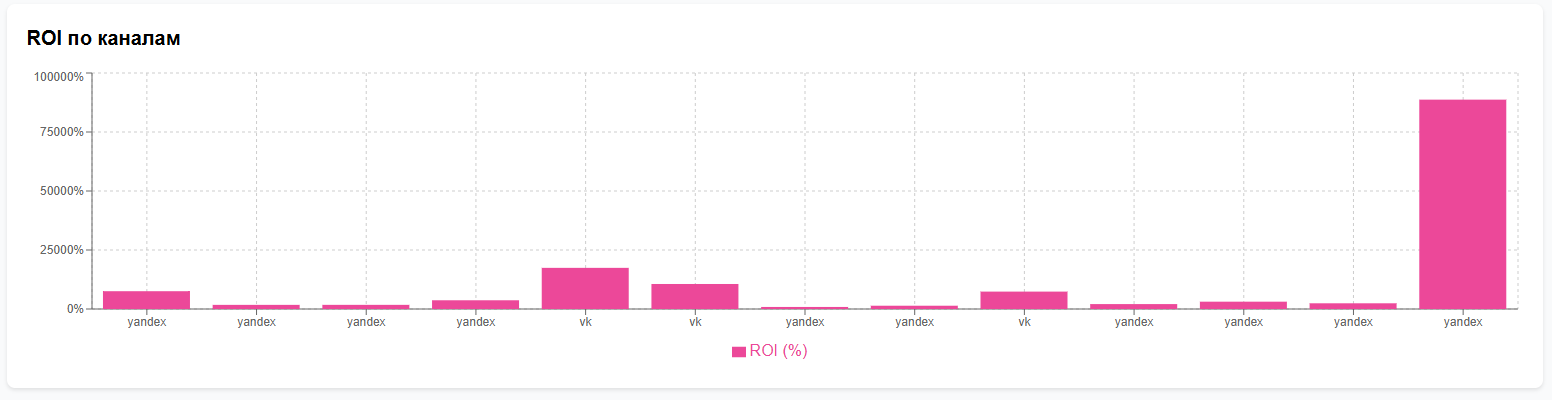 ROI по каналам
100000%
75000%
50000%
25000%
0%
yandex yandex yandex yandex vk vk yandex yandex vk yandex yandex yandex yandex
ROI (%)